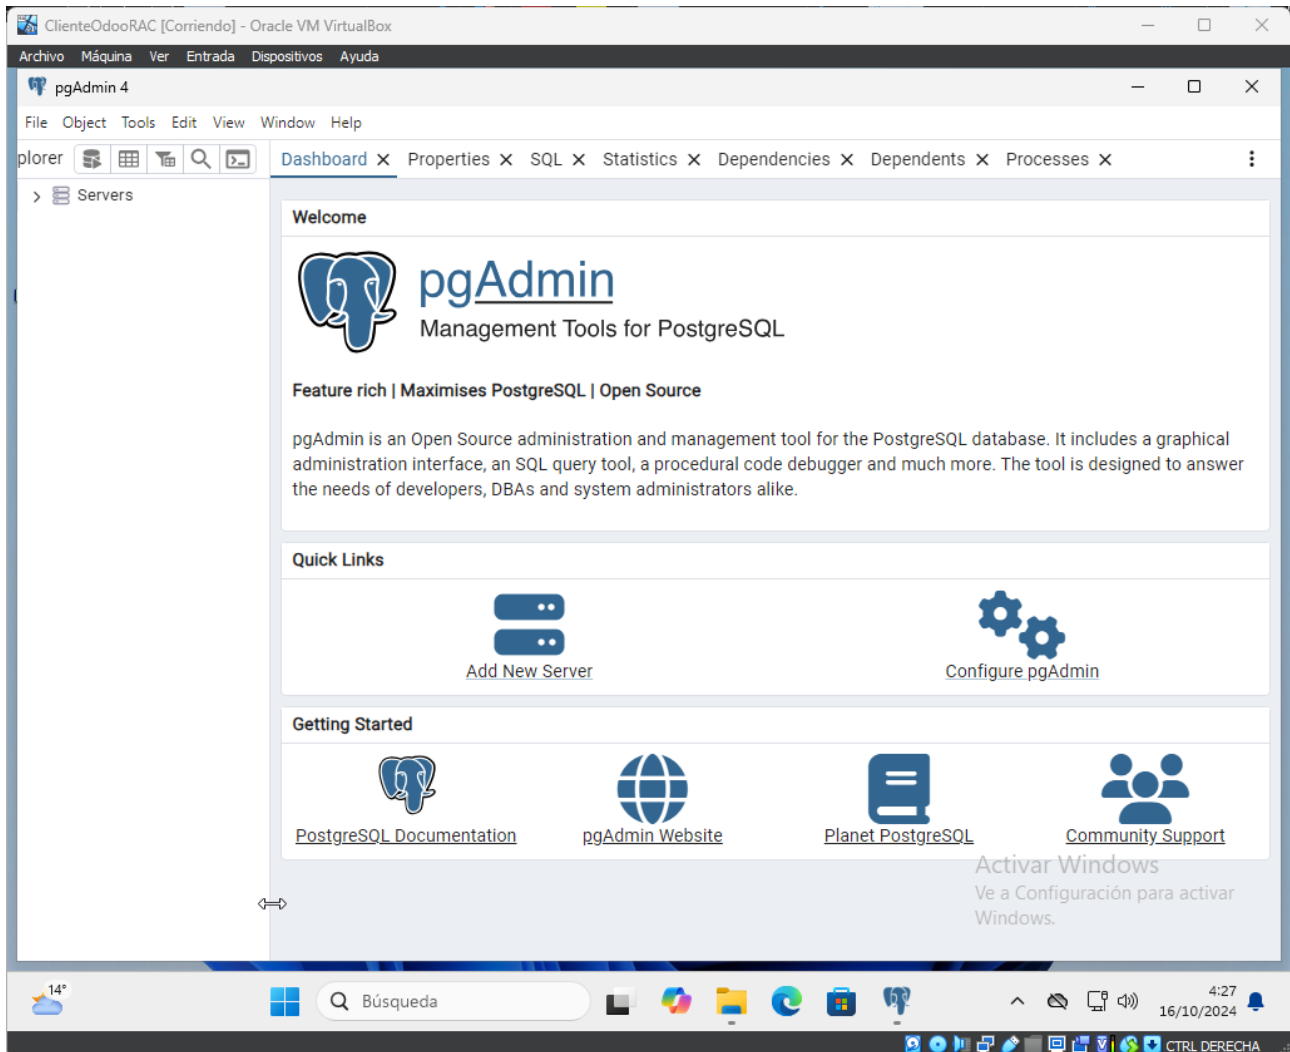 ClienteOdooRAC [Corriendo] - Oracle VM VirtualBox
Archivo Máquina Ver Entrada Dispositivos Ayuda
pgAdmin 4
File Object Tools Edit View Window Help
plorer
Dashboard Properties SQL Statistics Dependencies Dependents Processes
Servers
Welcome
pgAdmin
Management Tools for PostgreSQL
Feature rich | Maximises PostgreSQL | Open Source
pgAdmin is an Open Source administration and management tool for the PostgreSQL database. It includes a graphical
administration interface, an SQL query tool, a procedural code debugger and much more. The tool is designed to answer
the needs of developers, DBAs and system administrators alike.
Quick Links
Add New Server
Configure pgAdmin
Getting Started
PostgreSQL Documentation
pgAdmin Website
Planet PostgreSQL
Community Support
Activar Windows
Ve a Configuración para activar
Windows.
14°
Búsqueda
4:27
16/10/2024
CTRL DERECHA